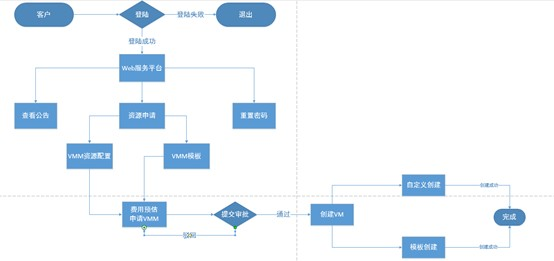 客户
登陆
登陆失败
退出
登陆成功
Web服务平台
查看公告
资源申请
重置密码
VMM资源配置
VMM模板
费用预估
申请VMM
提交审批
通过
驳回
创建VM
自定义创建
创建成功
模板创建
创建成功
完成